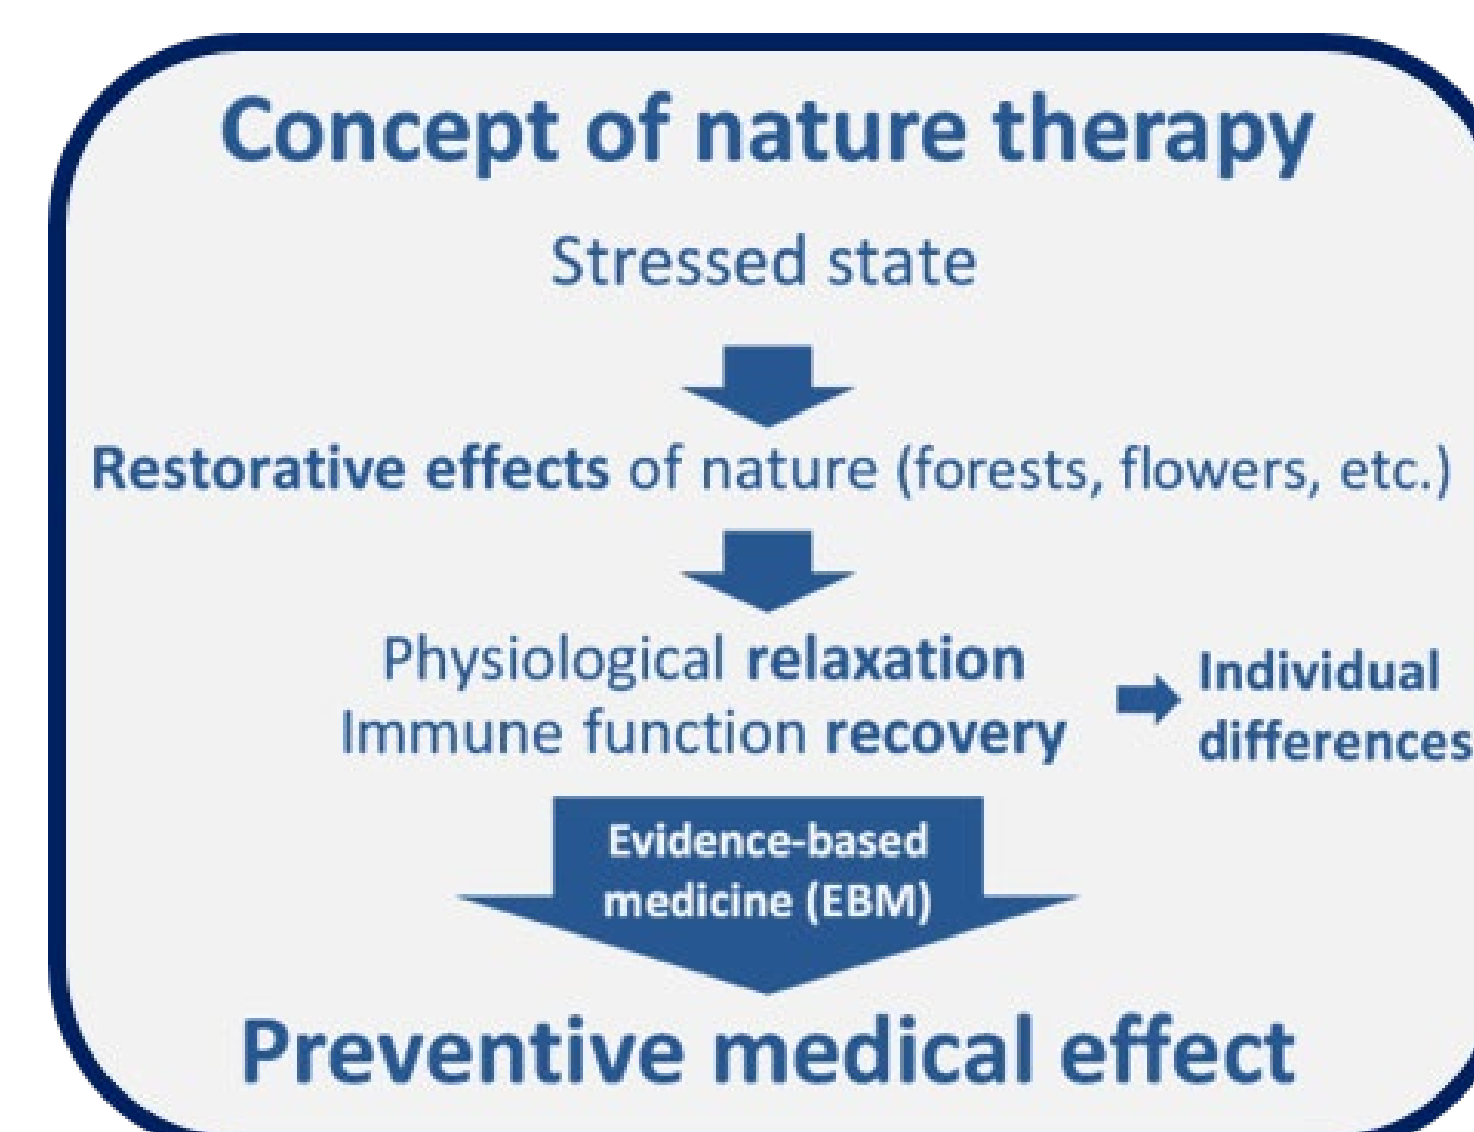 Concept of nature therapy
Stressed state
Restorative effects of nature (forests, flowers, etc.)
Physiological relaxation
Immune function recovery
Individual
differences
Evidence-based
medicine (EBM)
Preventive medical effect